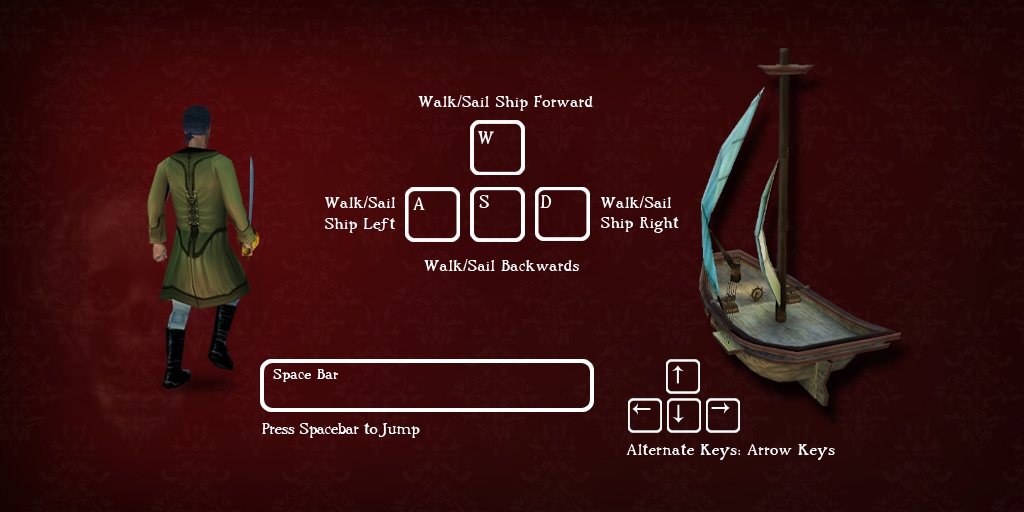 Walk/Sail Ship Forward
W
Walk/Sail
Ship Left
A
S
D
Walk/Sail
Ship Right
Walk/Sail Backwards
Space Bar
Press Spacebar to Jump
↑
← ↓ →
Alternate Keys: Arrow Keys